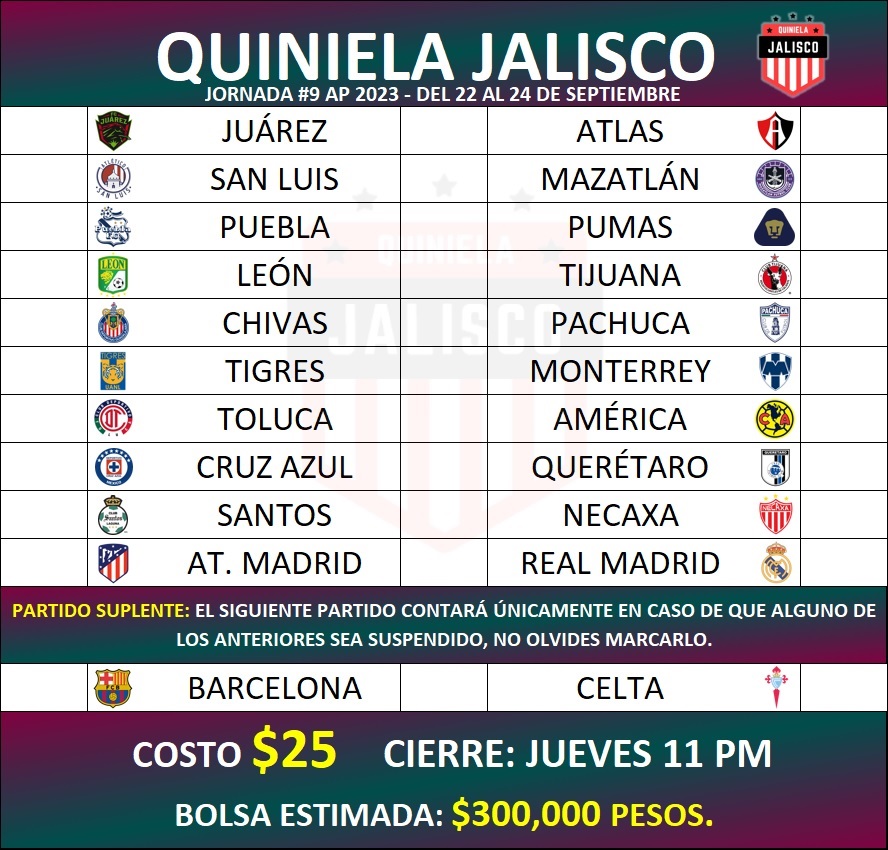 QUINIELA JALISCO
JALISCO
JORNADA #9 AP 2023 - DEL 22 AL 24 DE SEPTIEMBRE
JUÁREZ ATLAS
SAN LUIS MAZATLÁN
PUEBLA PUMAS
LEÓN TIJUANA
CHIVAS PACHUCA
TIGRES MONTERREY
TOLUCA AMÉRICA
CRUZ AZUL QUERÉTARO
SANTOS NECAXA
AT. MADRID REAL MADRID
QUINIELA
JALISCO
PARTIDO SUPLENTE: EL SIGUIENTE PARTIDO CONTARÁ ÚNICAMENTE EN CASO DE QUE ALGUNO DE
LOS ANTERIORES SEA SUSPENDIDO, NO OLVIDES MARCARLO.
BARCELONA CELTA
COSTO $25 CIERRE: JUEVES 11 PM
BOLSA ESTIMADA: $300,000 PESOS.